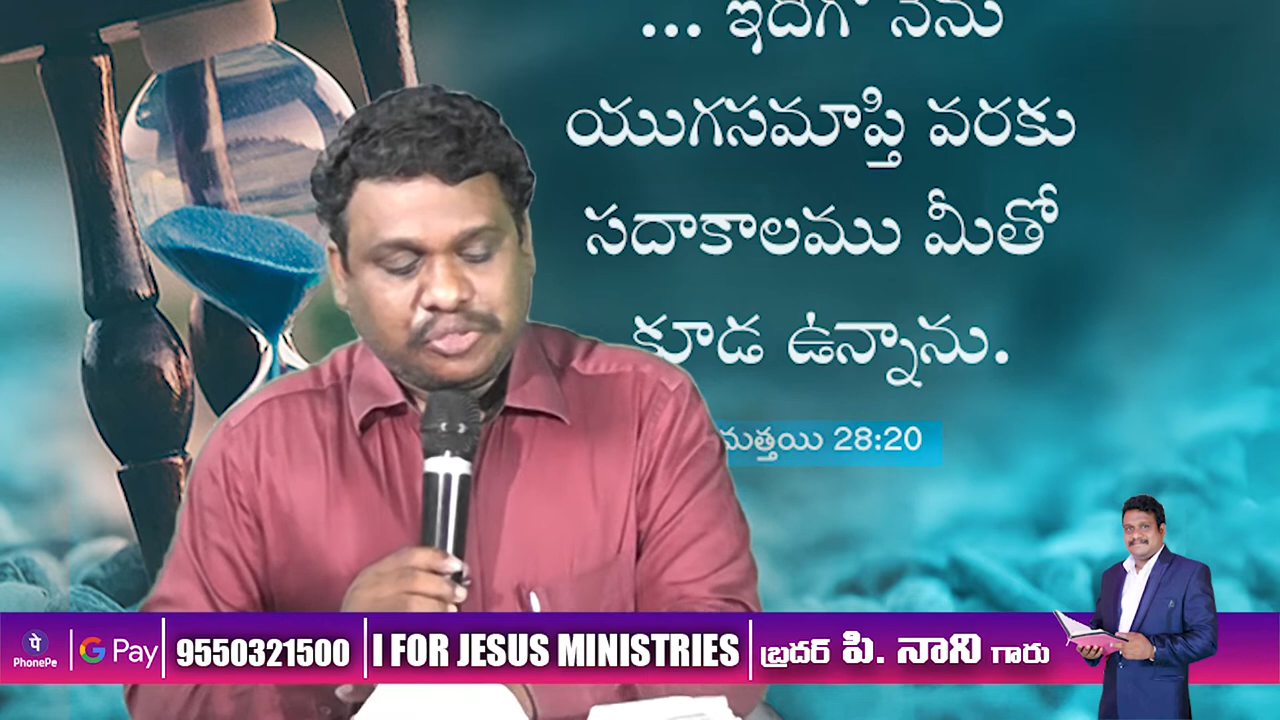 ... ఇదిగో నేను
యుగసమాప్తి వరకు
సదాకాలము మీతో
కూడ ఉన్నాను.
మత్తయి 28:20
పే PhonePe G Pay 9550321500 I FOR JESUS MINISTRIES బ్రదర్ పి. నాని గారు